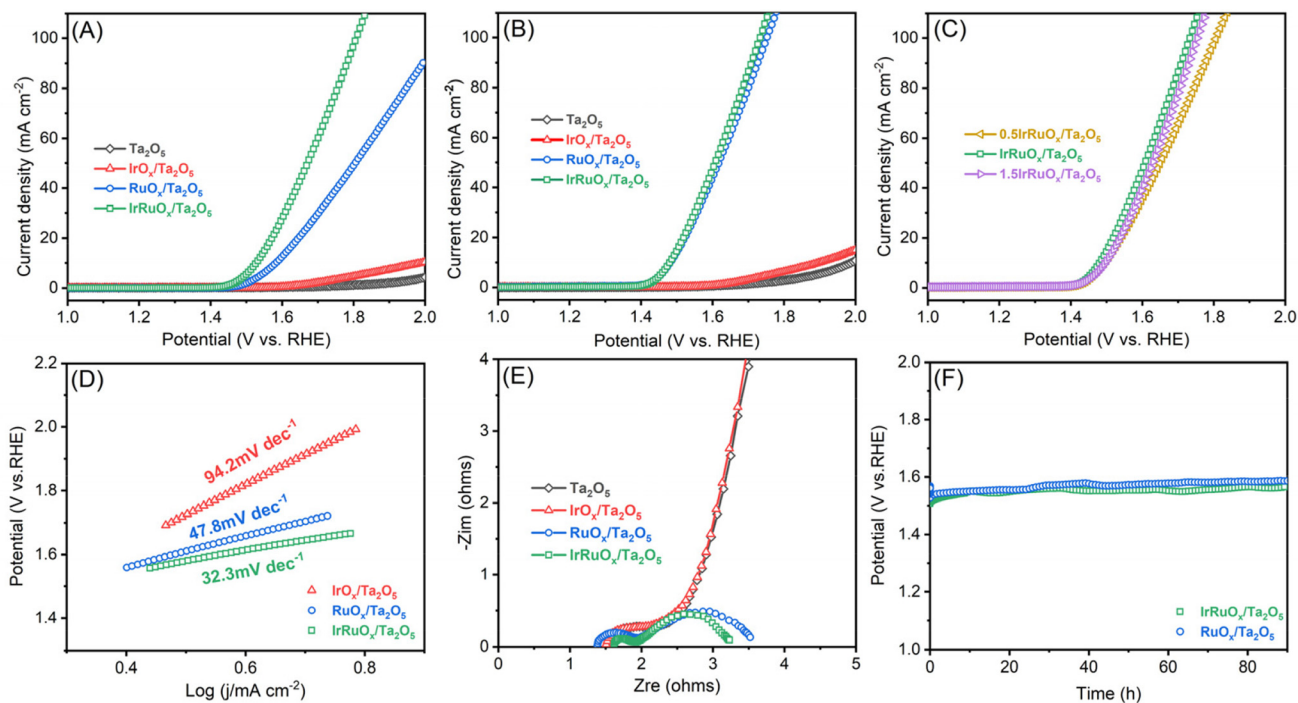 (A)
Current density (mA cm⁻²)
100
80
60
40
20
0
Ta₂O₅
IrOₓ/Ta₂O₅
RuOₓ/Ta₂O₅
IrRuOₓ/Ta₂O₅
1.0 1.2 1.4 1.6 1.8 2.0
Potential (V vs. RHE)
(B)
Current density (mA cm⁻²)
100
80
60
40
20
0
Ta₂O₅
IrOₓ/Ta₂O₅
RuOₓ/Ta₂O₅
IrRuOₓ/Ta₂O₅
1.0 1.2 1.4 1.6 1.8 2.0
Potential (V vs. RHE)
(C)
Current density (mA cm⁻²)
100
80
60
40
20
0
0.5IrRuOₓ/Ta₂O₅
IrRuOₓ/Ta₂O₅
1.5IrRuOₓ/Ta₂O₅
1.0 1.2 1.4 1.6 1.8 2.0
Potential (V vs. RHE)
(D)
Potential (V vs.RHE)
2.2
2.0
1.8
1.6
1.4
94.2mV dec⁻¹
47.8mV dec⁻¹
32.3mV dec⁻¹
IrOₓ/Ta₂O₅
RuOₓ/Ta₂O₅
IrRuOₓ/Ta₂O₅
0.4 0.6 0.8
Log (j/mA cm⁻²)
(E)
-Zim (ohms)
4
3
2
1
0
Ta₂O₅
IrOₓ/Ta₂O₅
RuOₓ/Ta₂O₅
IrRuOₓ/Ta₂O₅
0 1 2 3 4 5
Zre (ohms)
(F)
Potential (V vs.RHE)
2.0
1.8
1.6
1.4
1.2
1.0
IrRuOₓ/Ta₂O₅
RuOₓ/Ta₂O₅
0 20 40 60 80
Time (h)